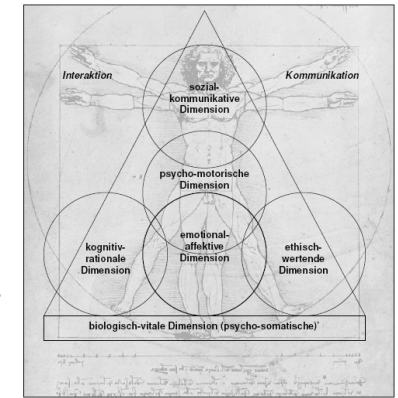 Interaktion
Kommunikation
sozial-
kommunikative
Dimension
psycho-motorische
Dimension
kognitiv-
rationale
Dimension
emotional-
affektive
Dimension
ethisch-
wertende
Dimension
biologisch-vitale Dimension (psycho-somatische)